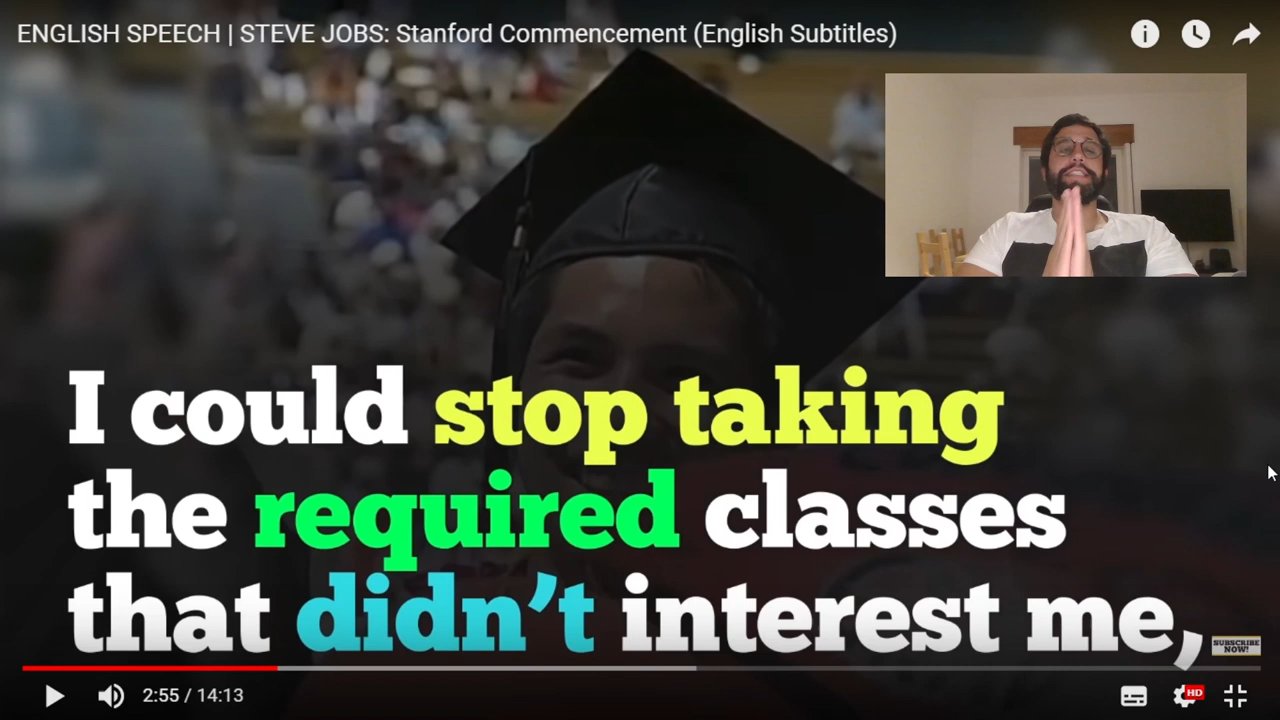 ENGLISH SPEECH | STEVE JOBS: Stanford Commencement (English Subtitles)
I could stop taking
the required classes
that didn't interest me,
SUBSCRIBE
NOW!
2:55 / 14:13
HD